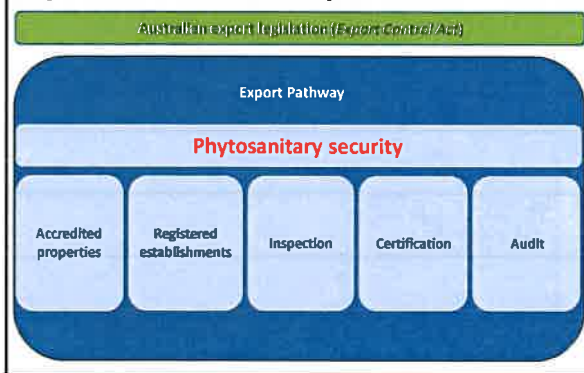 Australian export legislation (Export Control Act)
Export Pathway
Phytosanitary security
Accredited
properties
Registered
establishments
Inspection
Certification
Audit